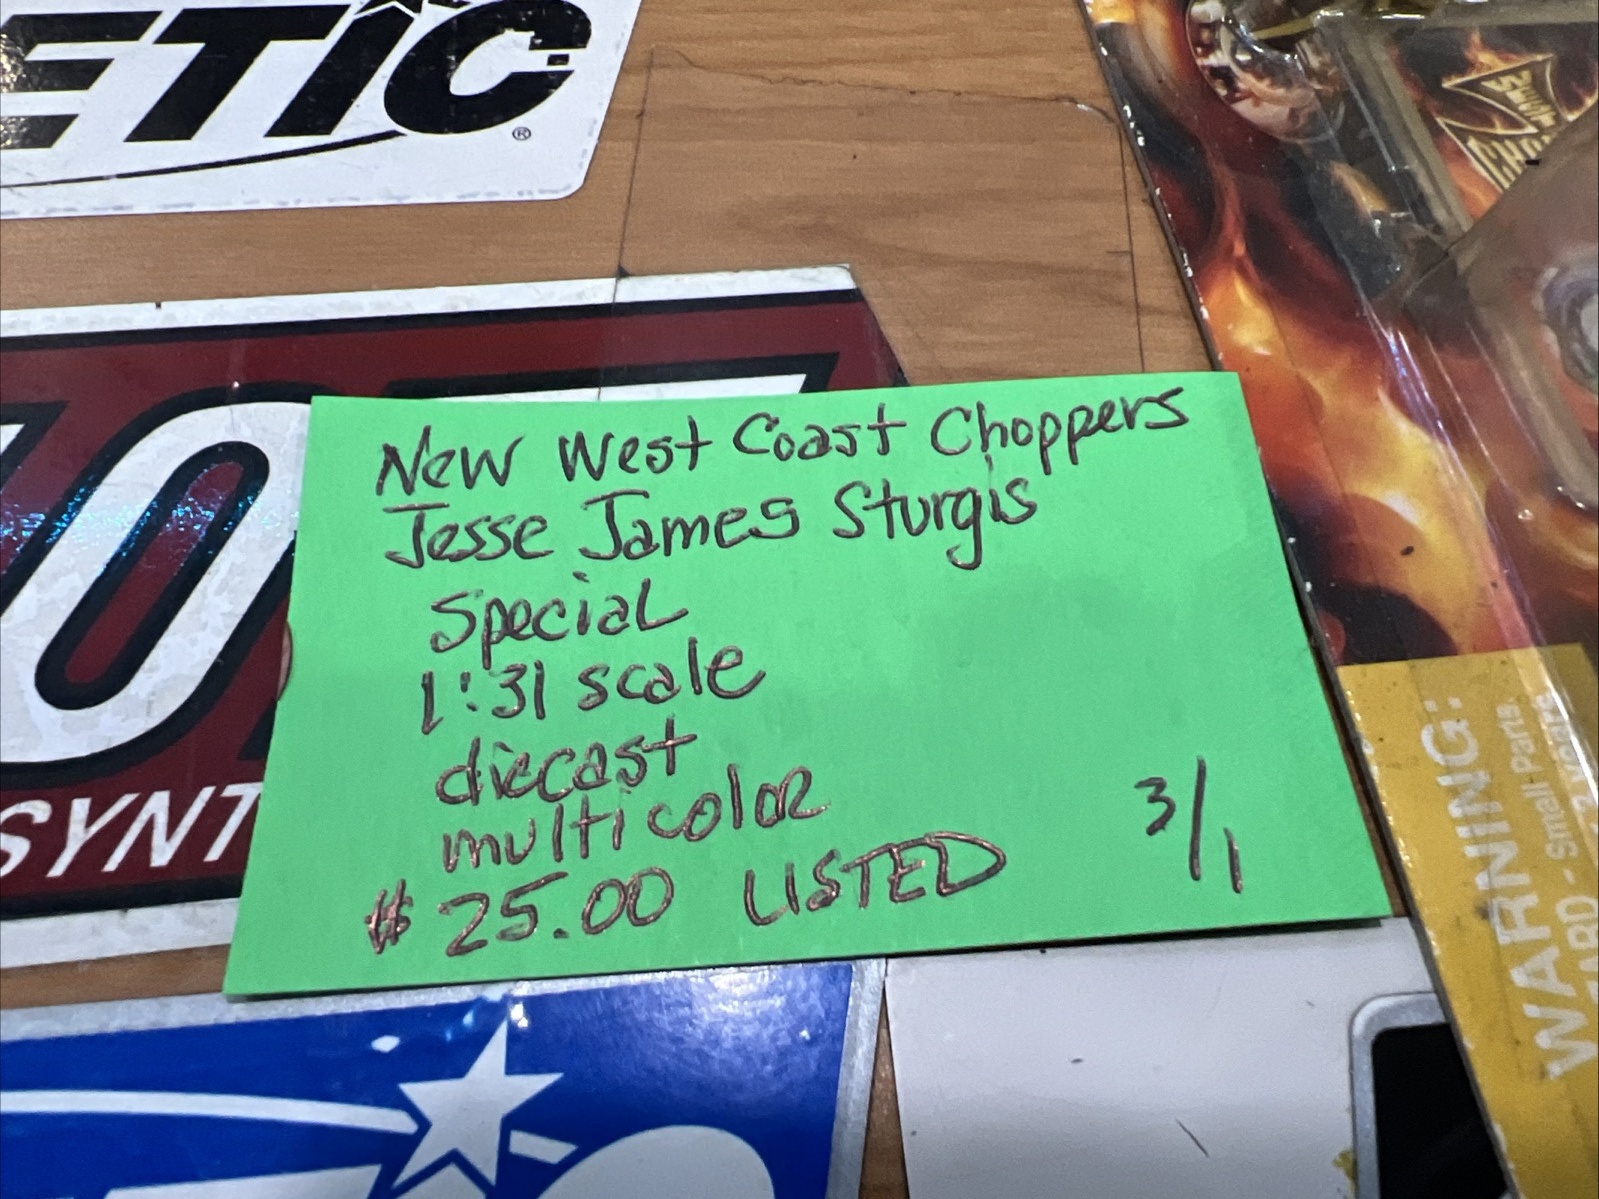 ETIC®
New West Coast Choppers
Jesse James Sturgis
Special
1:31 scale
diecast
multicolor
$25.00 LISTED
3/1
SYNT
WARNING:
ZARD - Small Parts.